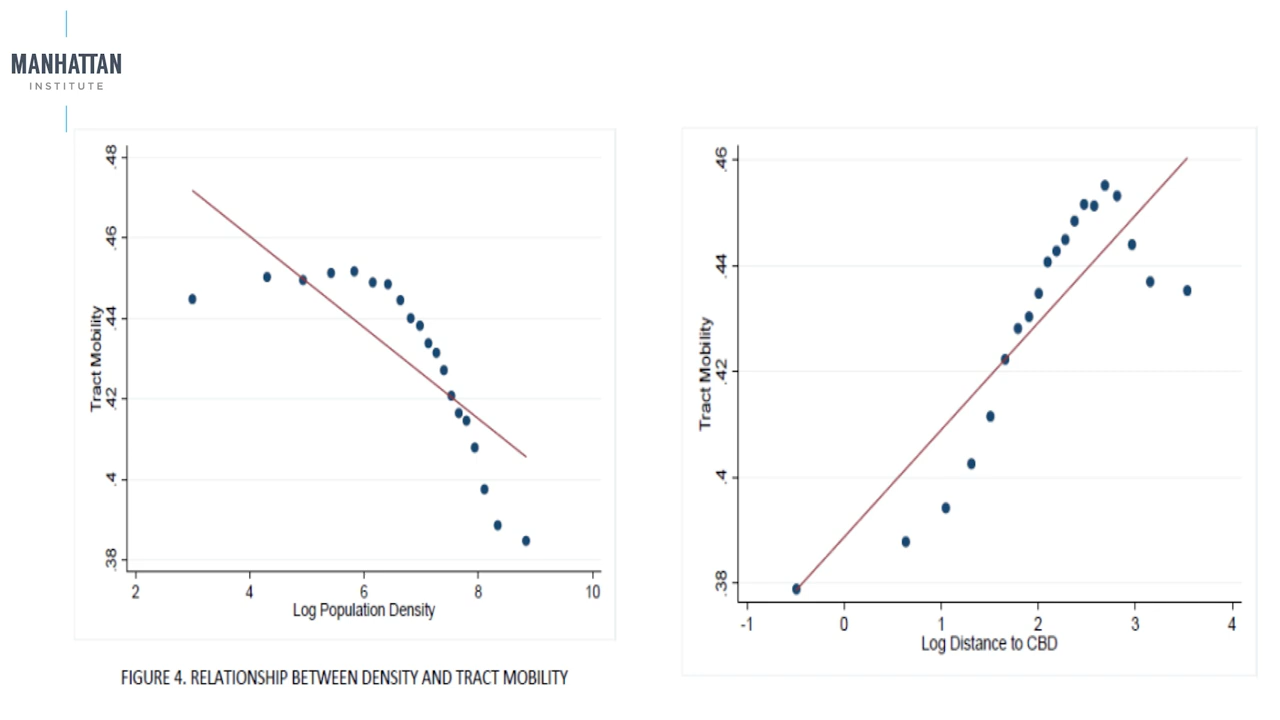 MANHATTAN
INSTITUTE
.48
.46
.44
.42
.4
.38
Tract Mobility
2 4 6 8 10
Log Population Density
FIGURE 4. RELATIONSHIP BETWEEN DENSITY AND TRACT MOBILITY
.46
.44
.42
.4
.38
Tract Mobility
-1 0 1 2 3 4
Log Distance to CBD